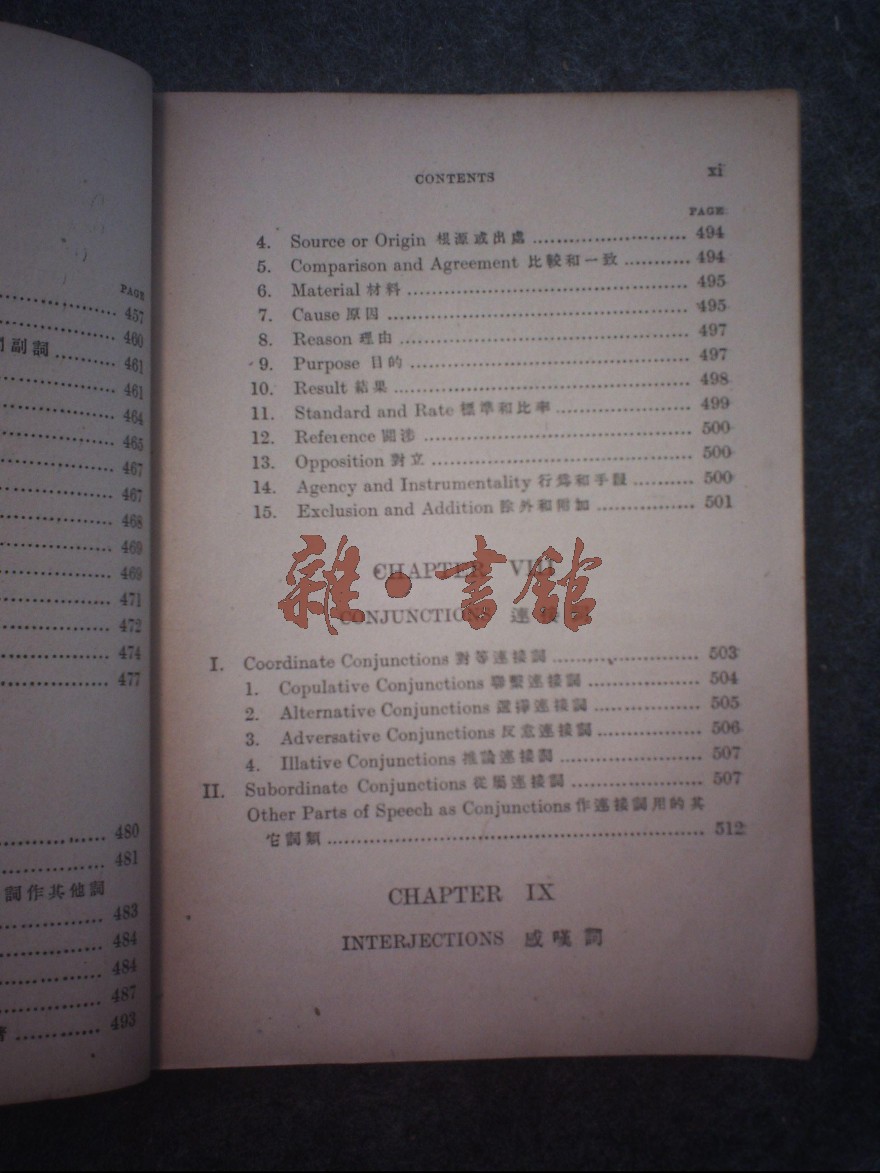 PAGE
457
460
副詞 461
461
464
465
467
467
468
469
469
471
472
474
477
480
481
詞作其他詞
483
484
484
487
493
CONTENTS xi
PAGE
4. Source or Origin 根源或出處 494
5. Comparison and Agreement 比較和一致 494
6. Material 材料 495
7. Cause 原因 495
8. Reason 理由 497
9. Purpose 目的 497
10. Result 結果 498
11. Standard and Rate 標準和比率 499
12. Reference 關涉 500
13. Opposition 對立 500
14. Agency and Instrumentality 行爲和手段 500
15. Exclusion and Addition 除外和附加 501
CHAPTER VIII
CONJUNCTIONS 連接詞
雜·書館
I. Coordinate Conjunctions 對等連接詞 503
1. Copulative Conjunctions 聯繫連接詞 504
2. Alternative Conjunctions 選擇連接詞 505
3. Adversative Conjunctions 反意連接詞 506
4. Illative Conjunctions 推論連接詞 507
II. Subordinate Conjunctions 從屬連接詞 507
Other Parts of Speech as Conjunctions 作連接詞用的其
它詞類 512
CHAPTER IX
INTERJECTIONS 感嘆詞